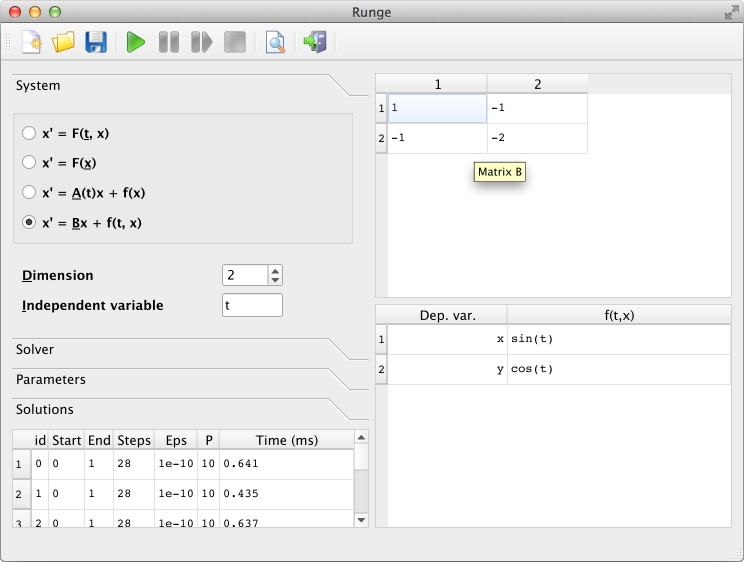 Runge
System
x' = F(t, x)
x' = F(x)
x' = A(t)x + f(x)
x' = Bx + f(t, x)
Dimension 2
Independent variable t
Solver
Parameters
Solutions
id Start End Steps Eps P Time (ms)
1 0 0 1 28 1e-10 10 0.641
2 1 0 1 28 1e-10 10 0.435
3 2 0 1 28 1e-10 10 0.637
1 2
1 1 -1
2 -1 -2
Matrix B
Dep. var. f(t,x)
1 x sin(t)
2 y cos(t)